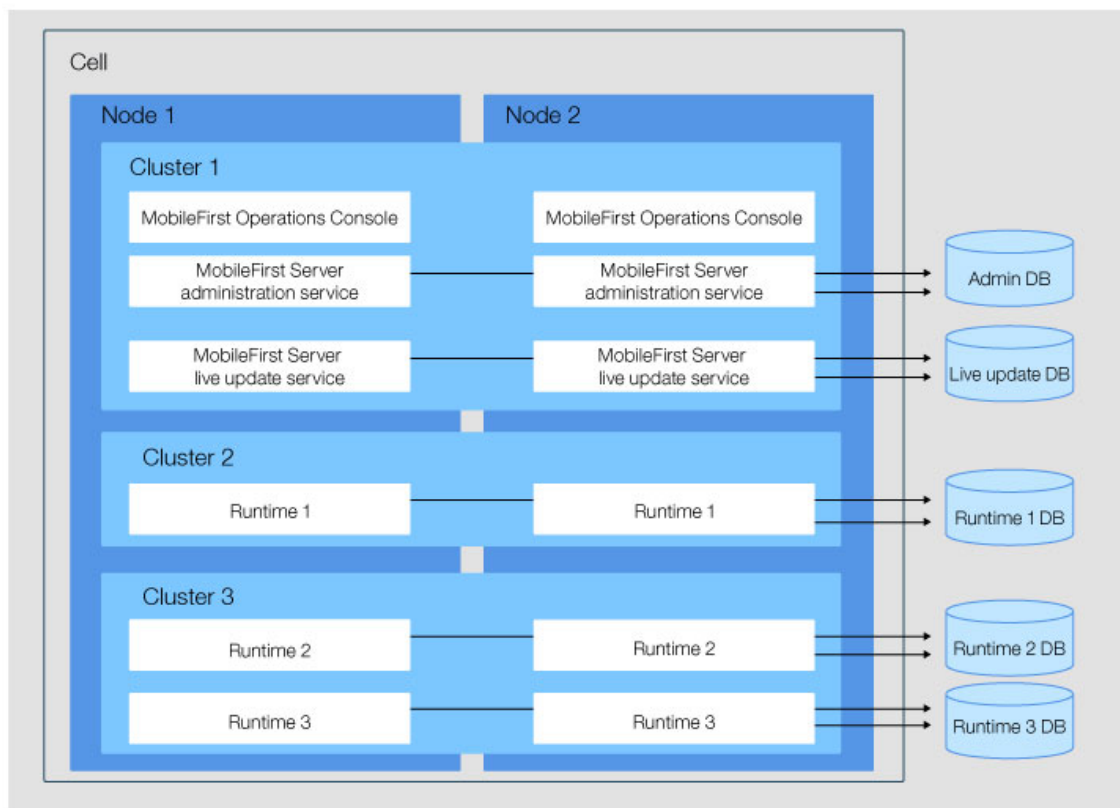 Cell
Node 1
Node 2
Cluster 1
MobileFirst Operations Console
MobileFirst Operations Console
MobileFirst Server
administration service
MobileFirst Server
administration service
Admin DB
MobileFirst Server
live update service
MobileFirst Server
live update service
Live update DB
Cluster 2
Runtime 1
Runtime 1
Runtime 1 DB
Cluster 3
Runtime 2
Runtime 2
Runtime 2 DB
Runtime 3
Runtime 3
Runtime 3 DB